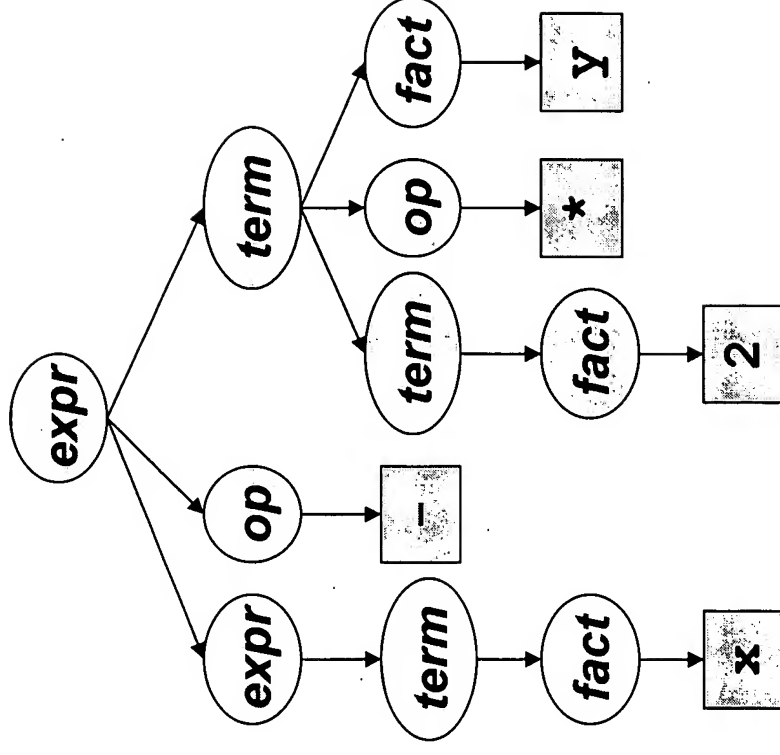 expr
expr
op
term
term
-
term
op
fact
fact
fact
*
y
x
2